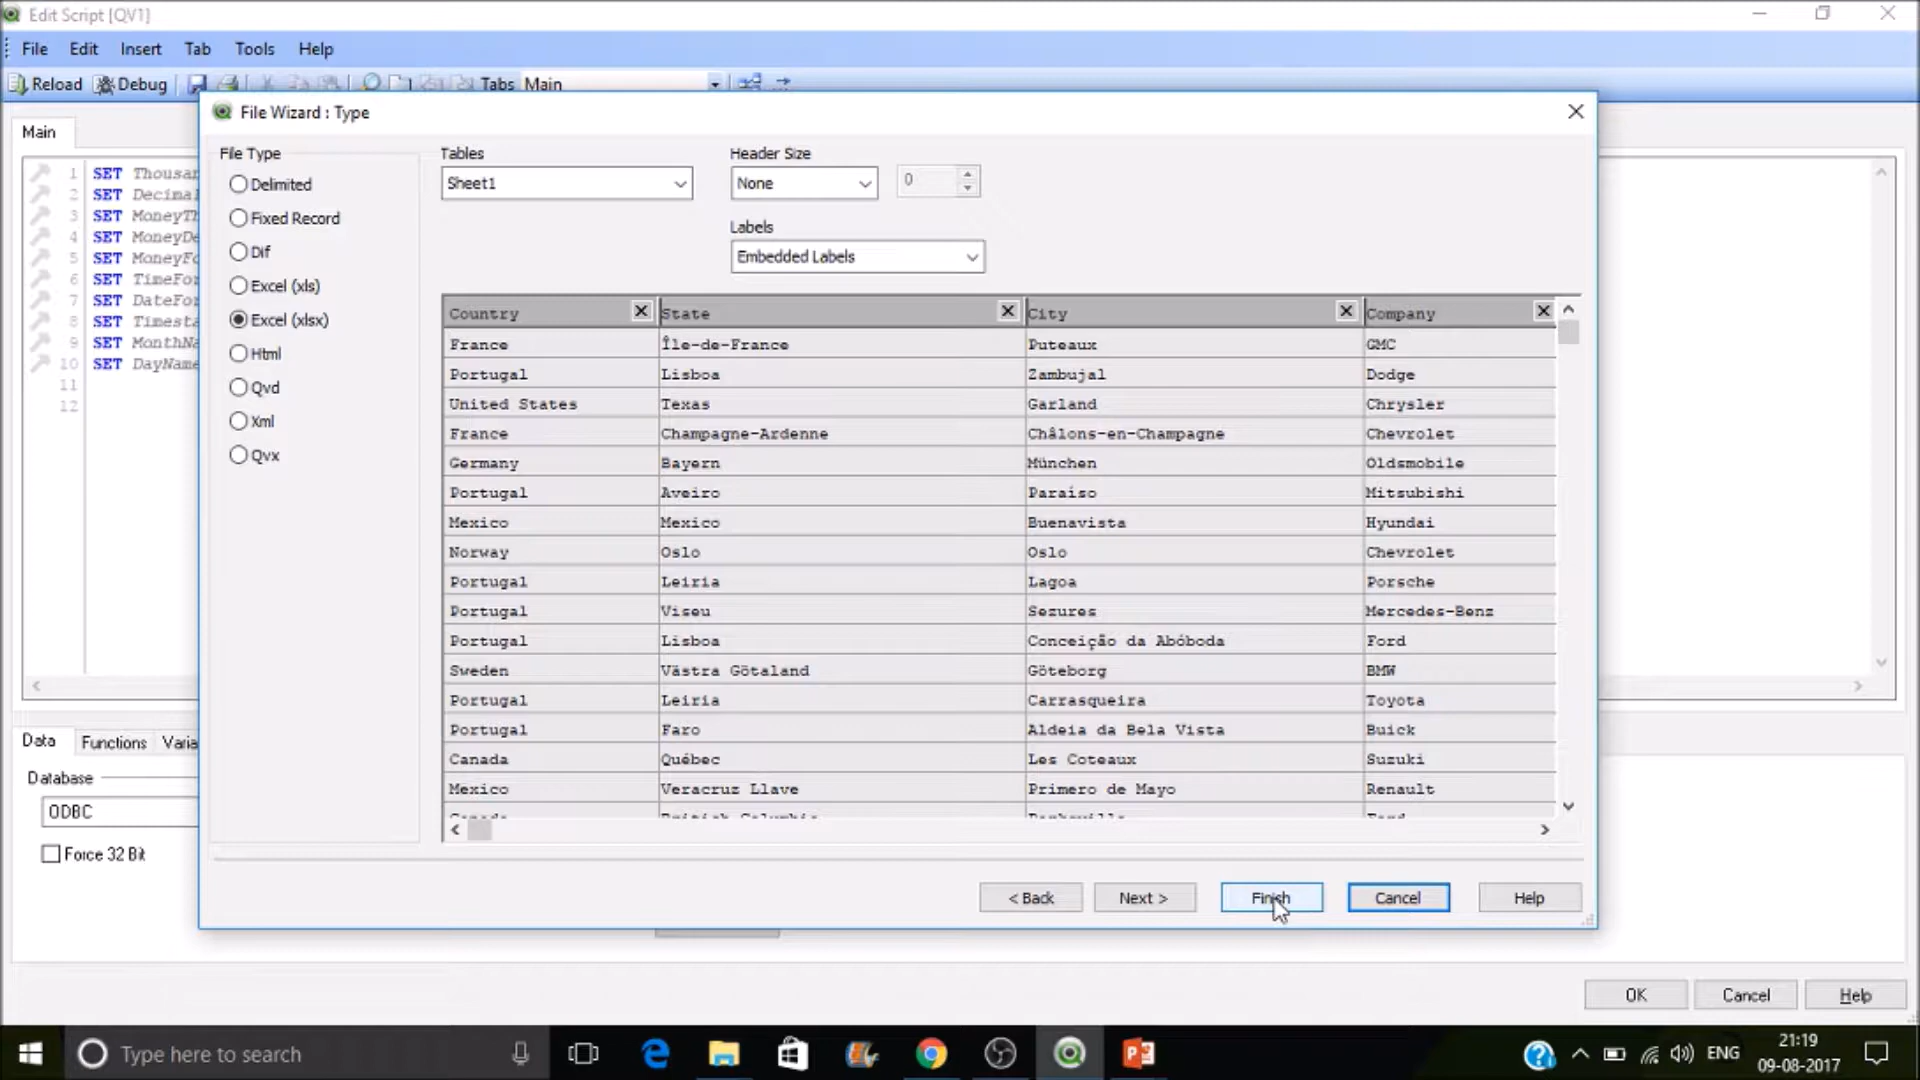 Edit Script [QV1]
File Edit Insert Tab Tools Help
Reload Debug Tabs Main
File Wizard : Type
Main
1 SET
2 SET
3 SET
4 SET
5 SET
6 SET
7 SET
8 SET
9 SET
10 SET
11
12
File Type
Delimited
Fixed Record
Dif
Excel (xls)
Excel (xlsx)
Html
Qvd
Xml
Qvx
Tables
Sheet1
Header Size
None 0
Labels
Embedded Labels
Country State City Company
France Île-de-France Puteaux GMC
Portugal Lisboa Zambujal Dodge
United States Texas Garland Chrysler
France Champagne-Ardenne Châlons-en-Champagne Chevrolet
Germany Bayern München Oldsmobile
Portugal Aveiro Paraíso Mitsubishi
Mexico Mexico Buenavista Hyundai
Norway Oslo Oslo Chevrolet
Portugal Leiria Lagoa Porsche
Portugal Viseu Sezures Mercedes-Benz
Portugal Lisboa Conceição da Abóboda Ford
Sweden Västra Götaland Göteborg BMW
Portugal Leiria Carrasqueira Toyota
Portugal Faro Aldeia da Bela Vista Buick
Canada Québec Les Coteaux Suzuki
Mexico Veracruz Llave Primero de Mayo Renault
< Back Next > Finish Cancel Help
Data Functions
Database
ODBC
Force 32 Bit
OK Cancel Help
Type here to search
ENG
21:19
09-08-2017